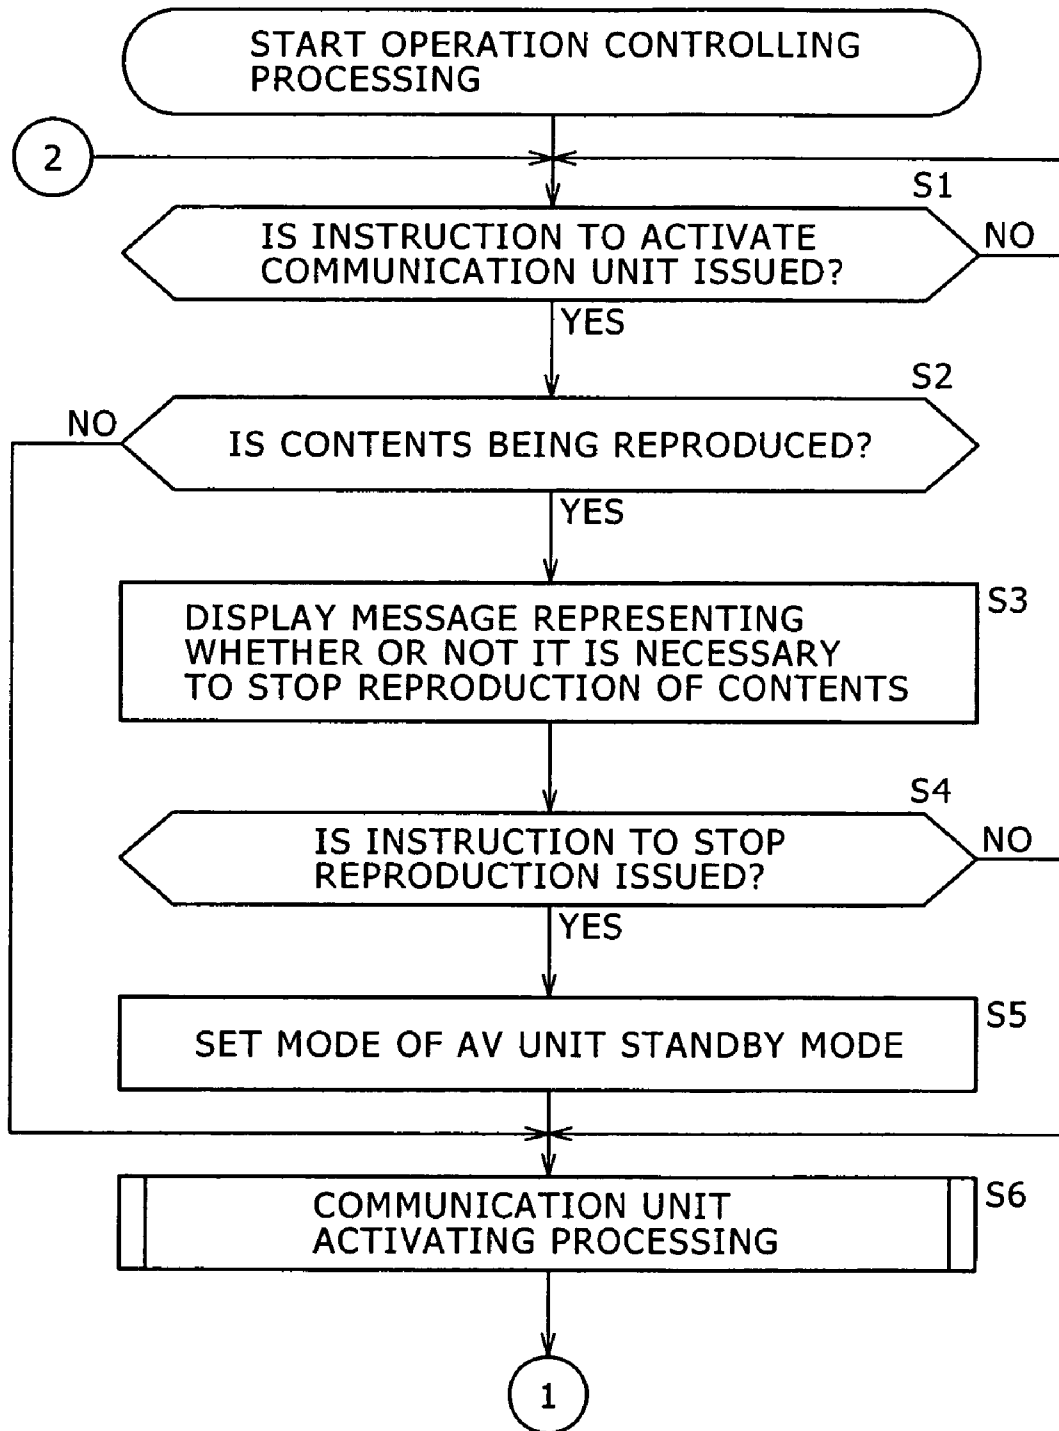 START OPERATION CONTROLLING
PROCESSING
2
S1
IS INSTRUCTION TO ACTIVATE
COMMUNICATION UNIT ISSUED?
NO
YES
S2
NO
IS CONTENTS BEING REPRODUCED?
YES
S3
DISPLAY MESSAGE REPRESENTING
WHETHER OR NOT IT IS NECESSARY
TO STOP REPRODUCTION OF CONTENTS
S4
IS INSTRUCTION TO STOP
REPRODUCTION ISSUED?
NO
YES
S5
SET MODE OF AV UNIT STANDBY MODE
S6
COMMUNICATION UNIT
ACTIVATING PROCESSING
1